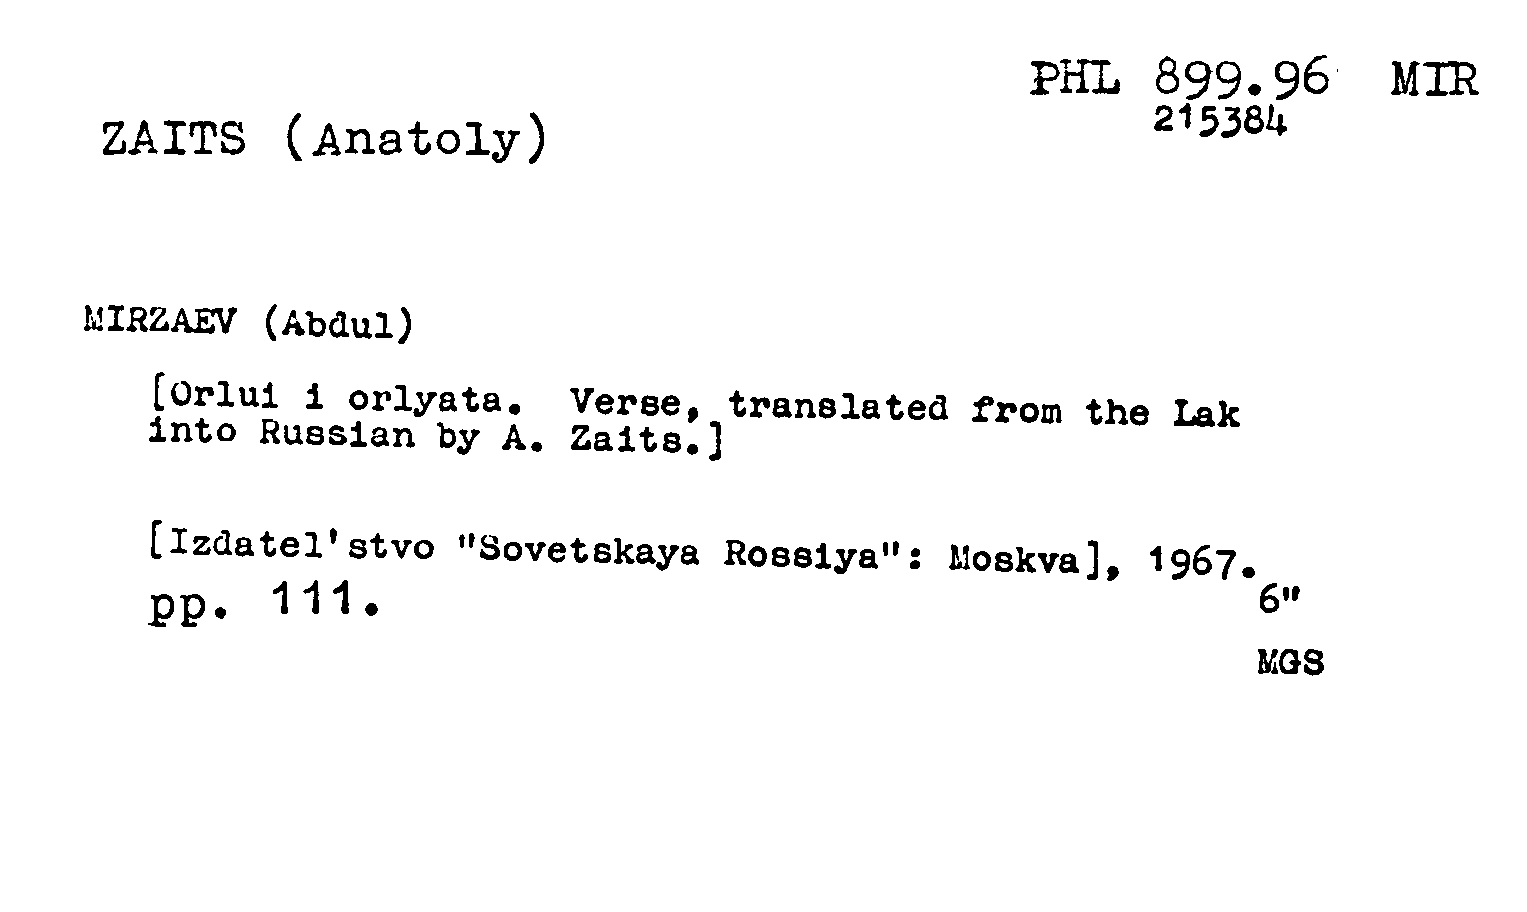 PHL 899.96 MIR
215384
ZAITS (Anatoly)
MIRZAEV (Abdul)
[Orlui i orlyata. Verse, translated from the Lak
into Russian by A. Zaits.]
[Izdatel'stvo "Sovetskaya Rossiya": Moskva], 1967.
pp. 111.
6"
MGS